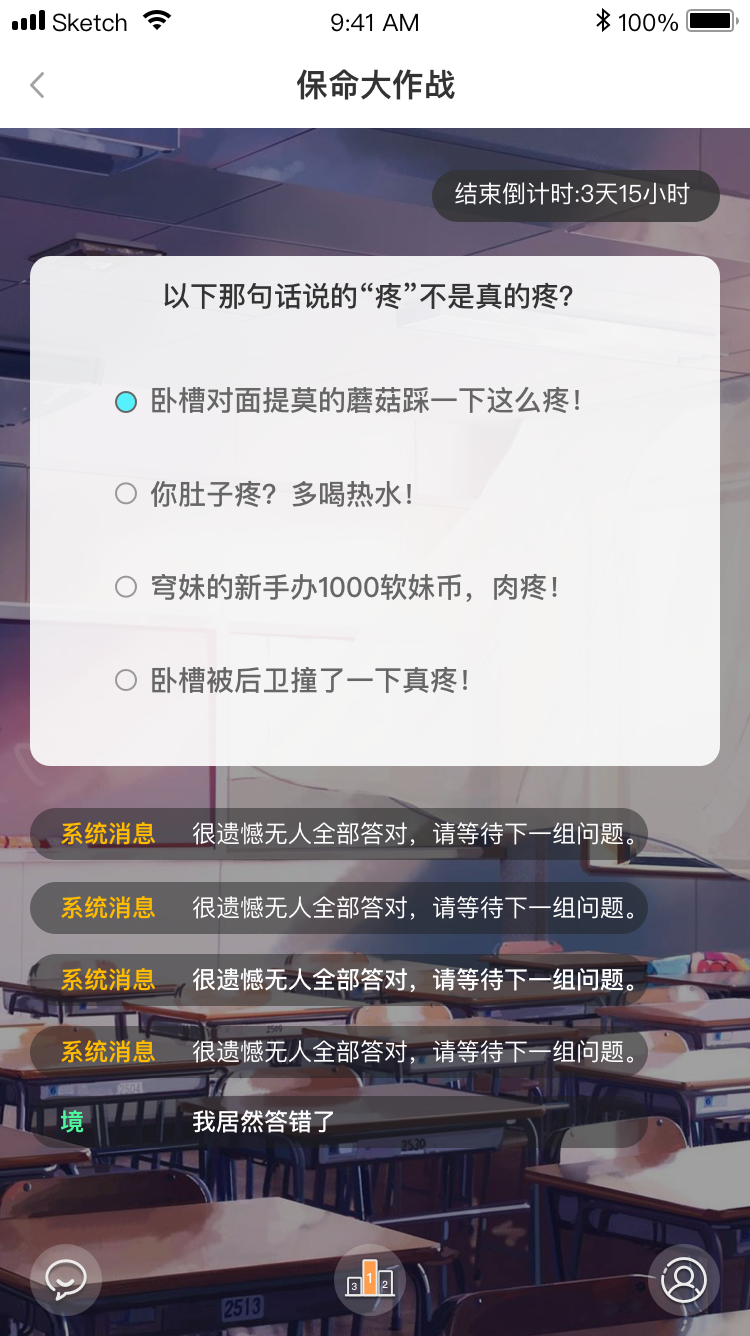 Sketch 9:41 AM 100%
保命大作战
结束倒计时:3天15小时
以下那句话说的“疼”不是真的疼?
卧槽对面提莫的蘑菇踩一下这么疼!
你肚子疼? 多喝热水!
穹妹的新手办1000软妹币，肉疼!
卧槽被后卫撞了一下真疼!
系统消息 很遗憾无人全部答对，请等待下一组问题。
系统消息 很遗憾无人全部答对，请等待下一组问题。
系统消息 很遗憾无人全部答对，请等待下一组问题。
2509
系统消息 很遗憾无人全部答对，请等待下一组问题。
2504
境 我居然答错了
2530
3 1 2
2513